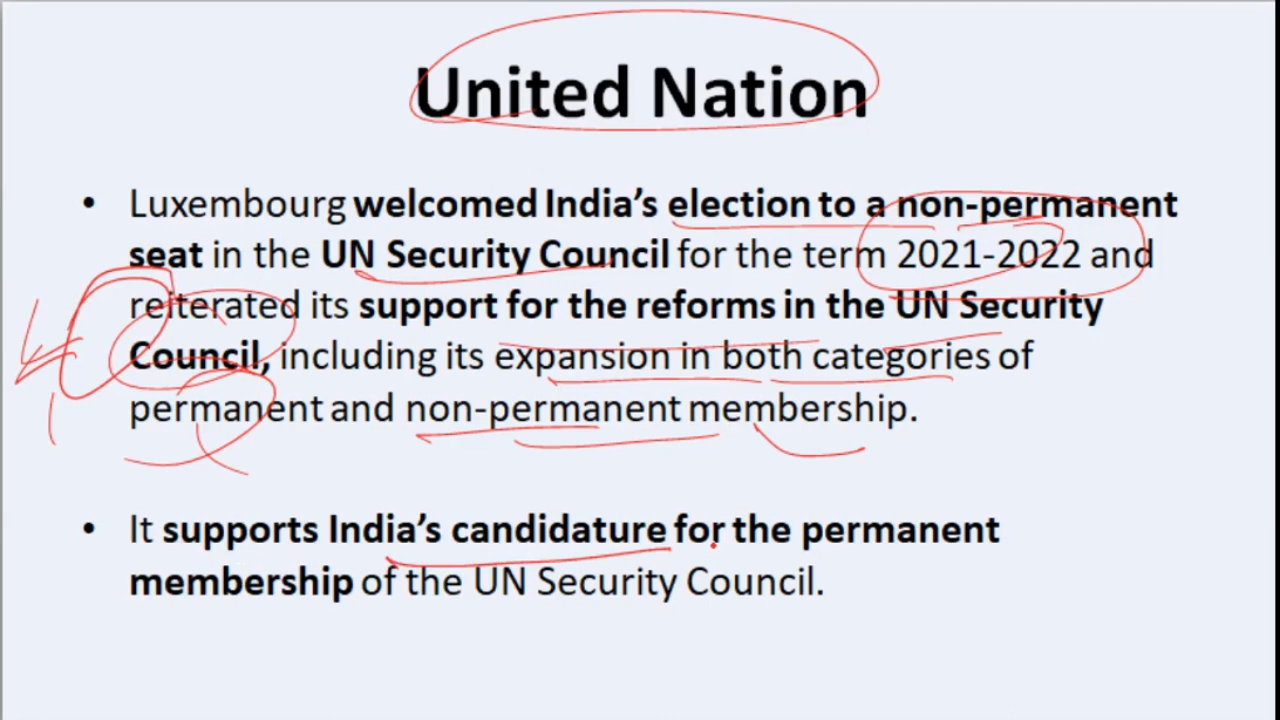 United Nation
• Luxembourg welcomed India's election to a non-permanent
seat in the UN Security Council for the term 2021-2022 and
reiterated its support for the reforms in the UN Security
Council, including its expansion in both categories of
permanent and non-permanent membership.
• It supports India's candidature for the permanent
membership of the UN Security Council.